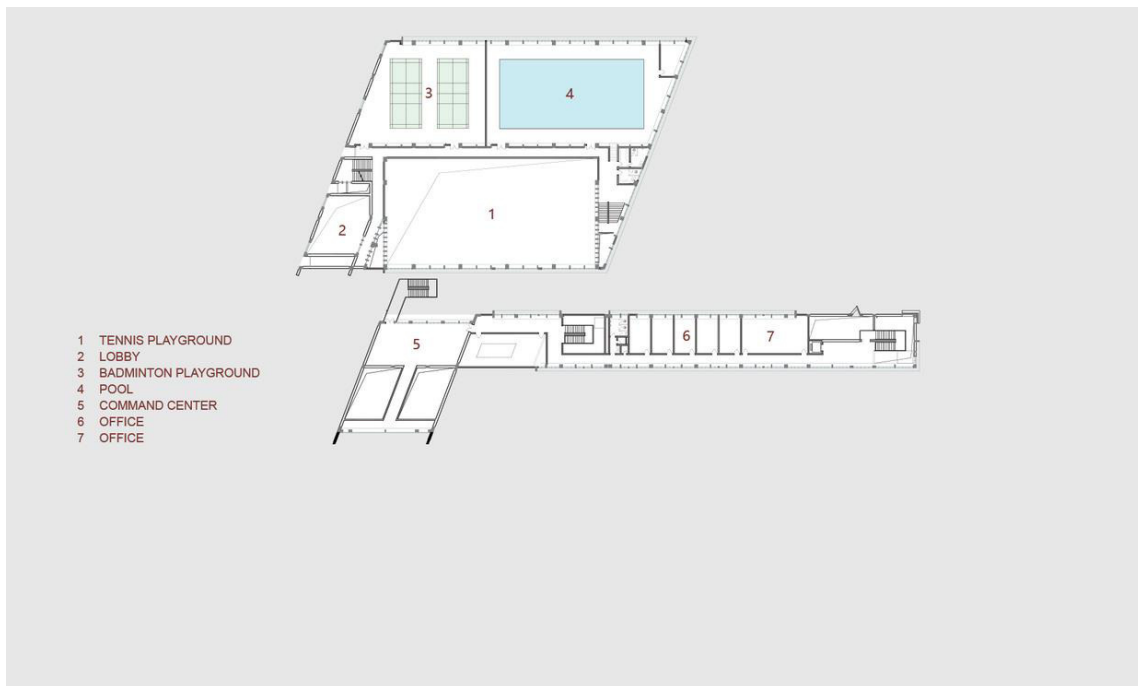 3
4
1
2
5
6
7
1 TENNIS PLAYGROUND
2 LOBBY
3 BADMINTON PLAYGROUND
4 POOL
5 COMMAND CENTER
6 OFFICE
7 OFFICE